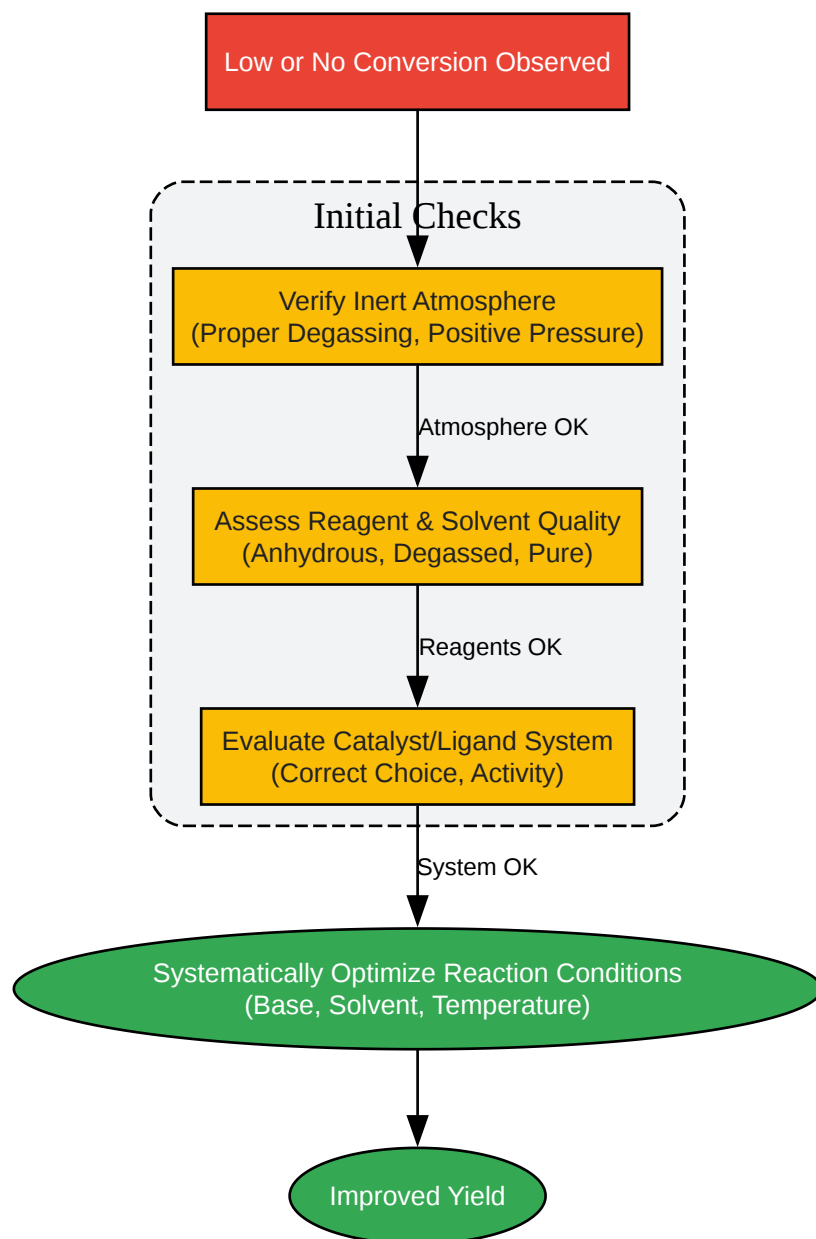 Low or No Conversion Observed
Initial Checks
Verify Inert Atmosphere
(Proper Degassing, Positive Pressure)
Atmosphere OK
Assess Reagent & Solvent Quality
(Anhydrous, Degassed, Pure)
Reagents OK
Evaluate Catalyst/Ligand System
(Correct Choice, Activity)
System OK
Systematically Optimize Reaction Conditions
(Base, Solvent, Temperature)
Improved Yield